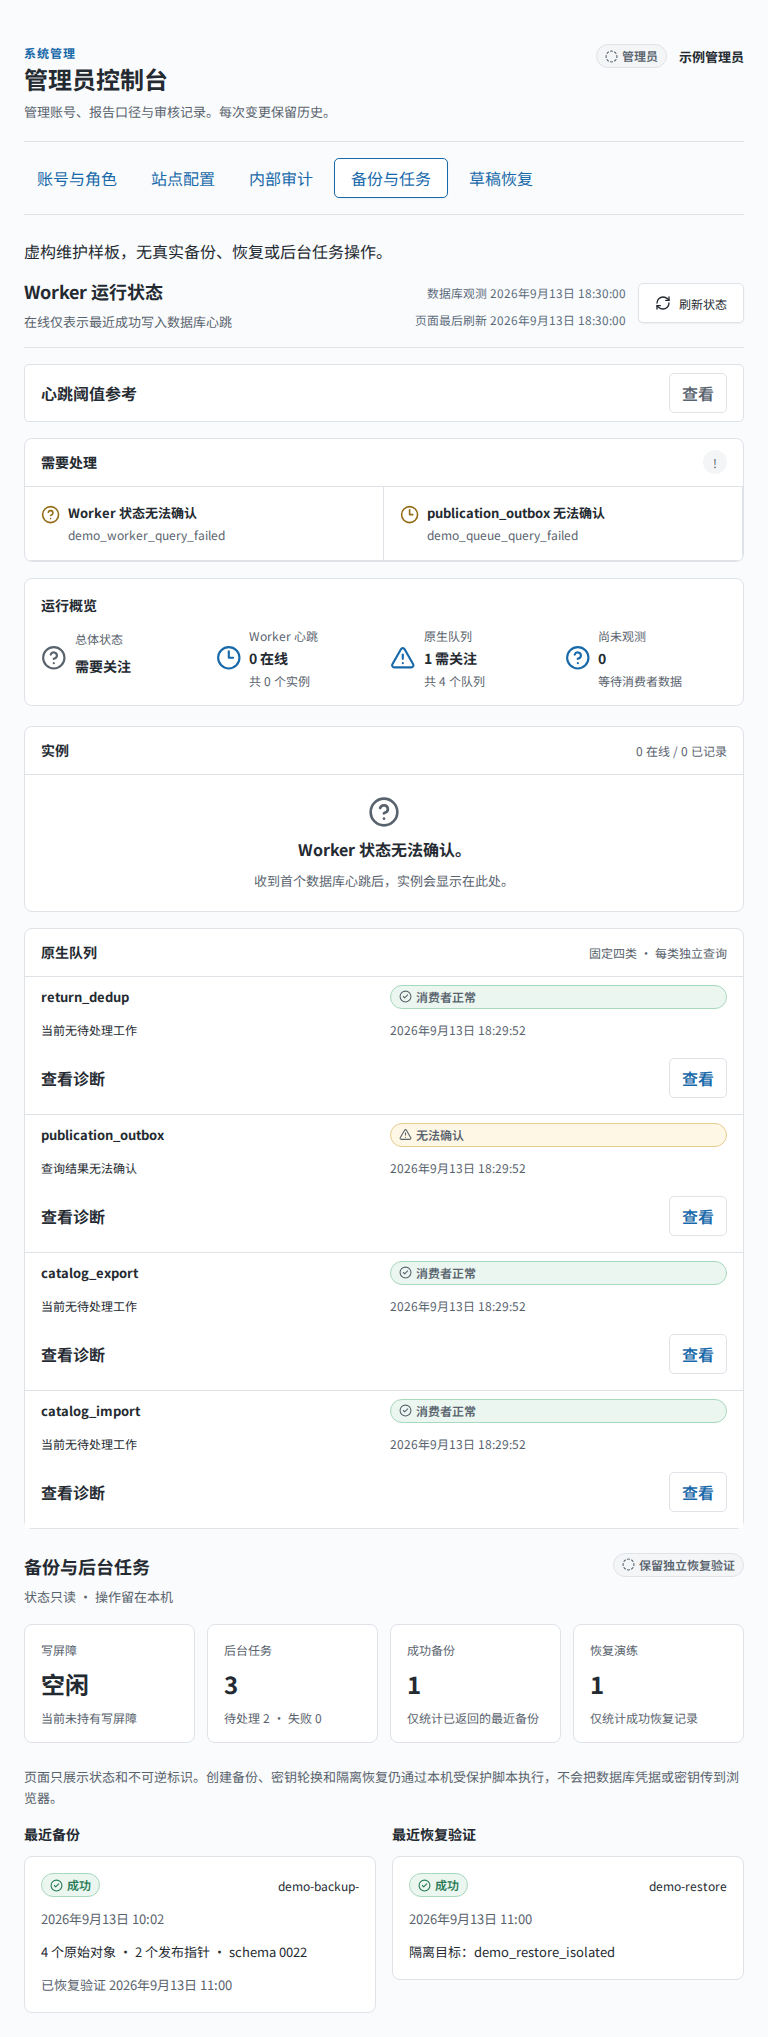 系统管理
管理员控制台
管理账号、报告口径与审核记录。每次变更保留历史。
管理员
示例管理员
账号与角色
站点配置
内部审计
备份与任务
草稿恢复
虚构维护样板，无真实备份、恢复或后台任务操作。
Worker 运行状态
在线仅表示最近成功写入数据库心跳
数据库观测 2026年9月13日 18:30:00
页面最后刷新 2026年9月13日 18:30:00
刷新状态
心跳阈值参考
查看
需要处理
!
Worker 状态无法确认
demo_worker_query_failed
publication_outbox 无法确认
demo_queue_query_failed
运行概览
总体状态
需要关注
Worker 心跳
0 在线
共 0 个实例
原生队列
1 需关注
共 4 个队列
尚未观测
0
等待消费者数据
实例
0 在线 / 0 已记录
Worker 状态无法确认。
收到首个数据库心跳后，实例会显示在此处。
原生队列
固定四类 • 每类独立查询
return_dedup
消费者正常
当前无待处理工作
2026年9月13日 18:29:52
查看诊断
查看
publication_outbox
无法确认
查询结果无法确认
2026年9月13日 18:29:52
查看诊断
查看
catalog_export
消费者正常
当前无待处理工作
2026年9月13日 18:29:52
查看诊断
查看
catalog_import
消费者正常
当前无待处理工作
2026年9月13日 18:29:52
查看诊断
查看
备份与后台任务
状态只读 • 操作留在本机
保留独立恢复验证
写屏障
空闲
当前未持有写屏障
后台任务
3
待处理 2 • 失败 0
成功备份
1
仅统计已返回的最近备份
恢复演练
1
仅统计成功恢复记录
页面只展示状态和不可逆标识。创建备份、密钥轮换和隔离恢复仍通过本机受保护脚本执行，不会把数据库凭据或密钥传到浏
览器。
最近备份
成功
demo-backup-
2026年9月13日 10:02
4 个原始对象 • 2 个发布指针 • schema 0022
已恢复验证 2026年9月13日 11:00
最近恢复验证
成功
demo-restore
2026年9月13日 11:00
隔离目标：demo_restore_isolated